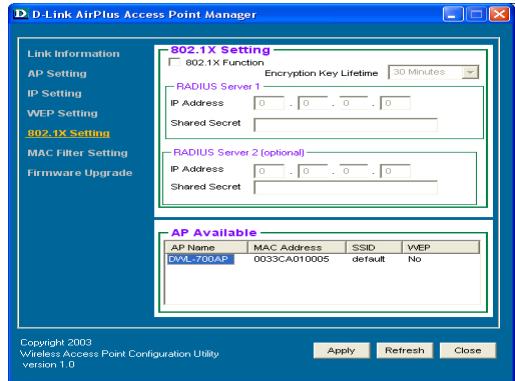 D D-Link AirPlus Access Point Manager
Link Information
AP Setting
IP Setting
WEP Setting
802.1X Setting
MAC Filter Setting
Firmware Upgrade
802.1X Setting
802.1X Function
Encryption Key Lifetime 30 Minutes
RADIUS Server 1
IP Address 0 . 0 . 0 . 0
Shared Secret
RADIUS Server 2 (optional)
IP Address 0 . 0 . 0 . 0
Shared Secret
AP Available
AP Name MAC Address SSID WEP
DWL-700AP 0033CA010005 default No
Copyright 2003
Wireless Access Point Configuration Utility
version 1.0
Apply Refresh Close